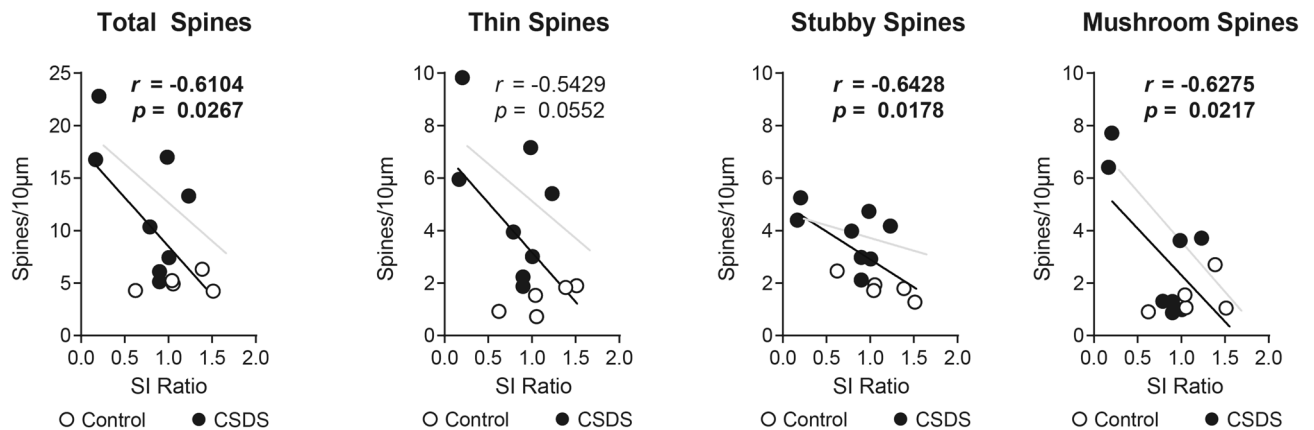 Total Spines
r = -0.6104
p = 0.0267
25
20
15
10
5
0
Spines/10µm
0.0 0.5 1.0 1.5 2.0
SI Ratio
Control CSDS
Thin Spines
r = -0.5429
p = 0.0552
10
8
6
4
2
0
Spines/10µm
0.0 0.5 1.0 1.5 2.0
SI Ratio
Control CSDS
Stubby Spines
r = -0.6428
p = 0.0178
10
8
6
4
2
0
Spines/10µm
0.0 0.5 1.0 1.5 2.0
SI Ratio
Control CSDS
Mushroom Spines
r = -0.6275
p = 0.0217
10
8
6
4
2
0
Spines/10µm
0.0 0.5 1.0 1.5 2.0
SI Ratio
Control CSDS